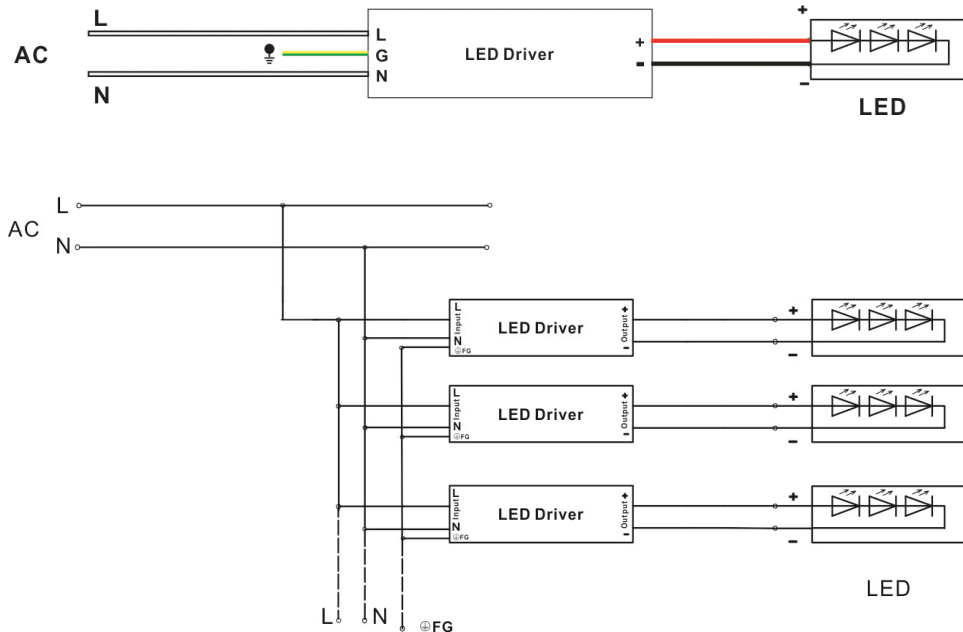 L
AC
N
L
G
N
LED Driver
+
-
+
-
LED
AC
L
N
L
Input
N
FG
LED Driver
+
Output
-
+
-
L
Input
N
FG
LED Driver
+
Output
-
+
-
L
Input
N
FG
LED Driver
+
Output
-
+
-
L
N
FG
LED